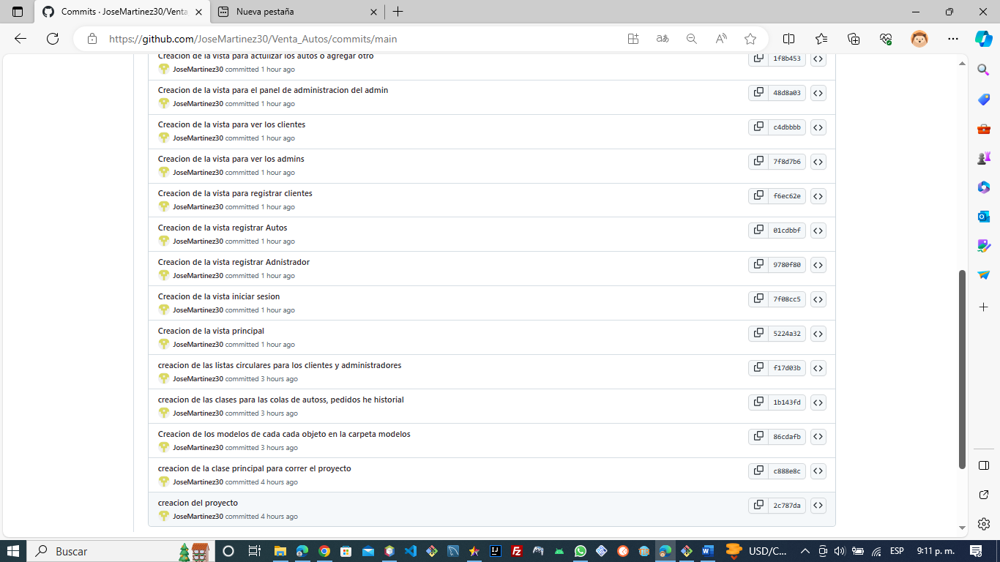 Commits · JoseMartinez30/Venta
Nueva pestaña
https://github.com/JoseMartinez30/Venta_Autos/commits/main
Creacion de la vista para actulizar los autos o agregar otro
1f8b453
JoseMartinez30 committed 1 hour ago
Creacion de la vista para el panel de administracion del admin
48d8a03
JoseMartinez30 committed 1 hour ago
Creacion de la vista para ver los clientes
c4dbbbb
JoseMartinez30 committed 1 hour ago
Creacion de la vista para ver los admins
7f8d7b6
JoseMartinez30 committed 1 hour ago
Creacion de la vista para registrar clientes
f6ec62e
JoseMartinez30 committed 1 hour ago
Creacion de la vista registrar Autos
01cdbbf
JoseMartinez30 committed 1 hour ago
Creacion de la vista registrar Adnistrador
9780f80
JoseMartinez30 committed 1 hour ago
Creacion de la vista iniciar sesion
7f08cc5
JoseMartinez30 committed 1 hour ago
Creacion de la vista principal
5224a32
JoseMartinez30 committed 1 hour ago
creacion de las listas circulares para los clientes y administradores
f17d03b
JoseMartinez30 committed 3 hours ago
creacion de las clases para las colas de autoss, pedidos he historial
1b143fd
JoseMartinez30 committed 3 hours ago
Creacion de los modelos de cada cada objeto en la carpeta modelos
86cdafb
JoseMartinez30 committed 3 hours ago
creacion de la clase principal para correr el proyecto
c888e8c
JoseMartinez30 committed 4 hours ago
creacion del proyecto
2c787da
JoseMartinez30 committed 4 hours ago
Buscar
USD/C...
ESP
9:11 p. m.